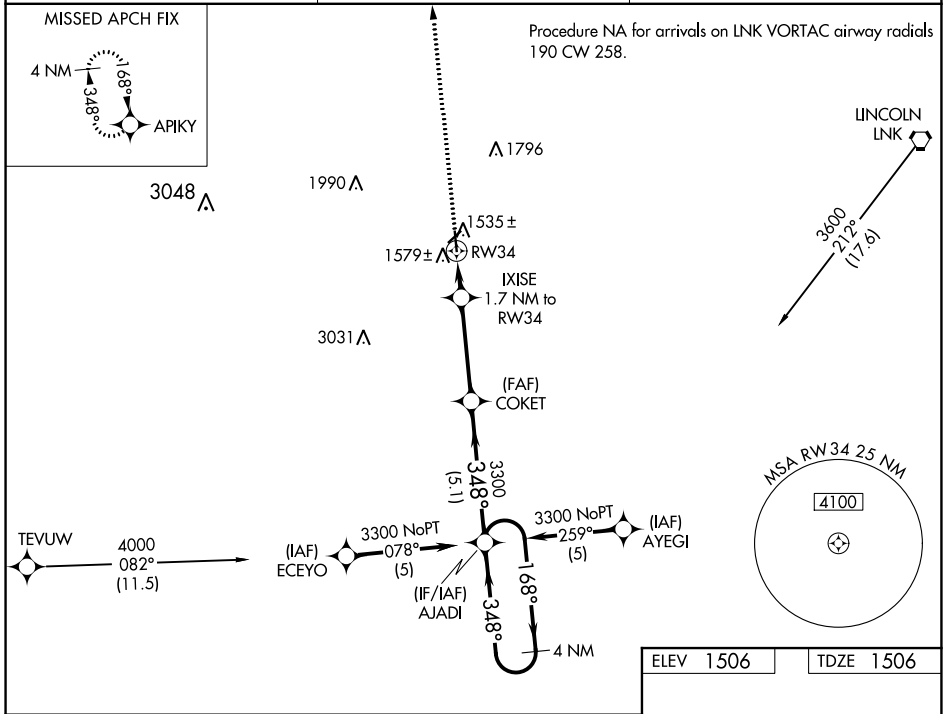 MISSED APCH FIX
4 NM
168°
348°
APIKY
Procedure NA for arrivals on LNK VORTAC airway radials
190 CW 258.
LINCOLN
LNK
3600
212°
(17.6)
1796
1990
3048
1535 ±
1579 ±
RW34
IXISE
1.7 NM to
RW34
3031
(FAF)
COKET
3300
348°
(5.1)
MSA RW34 25 NM
4100
TEVUW
4000
082°
(11.5)
(IAF)
ECEYO
3300 NoPT
078°
(5)
(IF/IAF)
AJADI
3300 NoPT
259°
(5)
(IAF)
AYEGI
348°
168°
4 NM
ELEV 1506
TDZE 1506